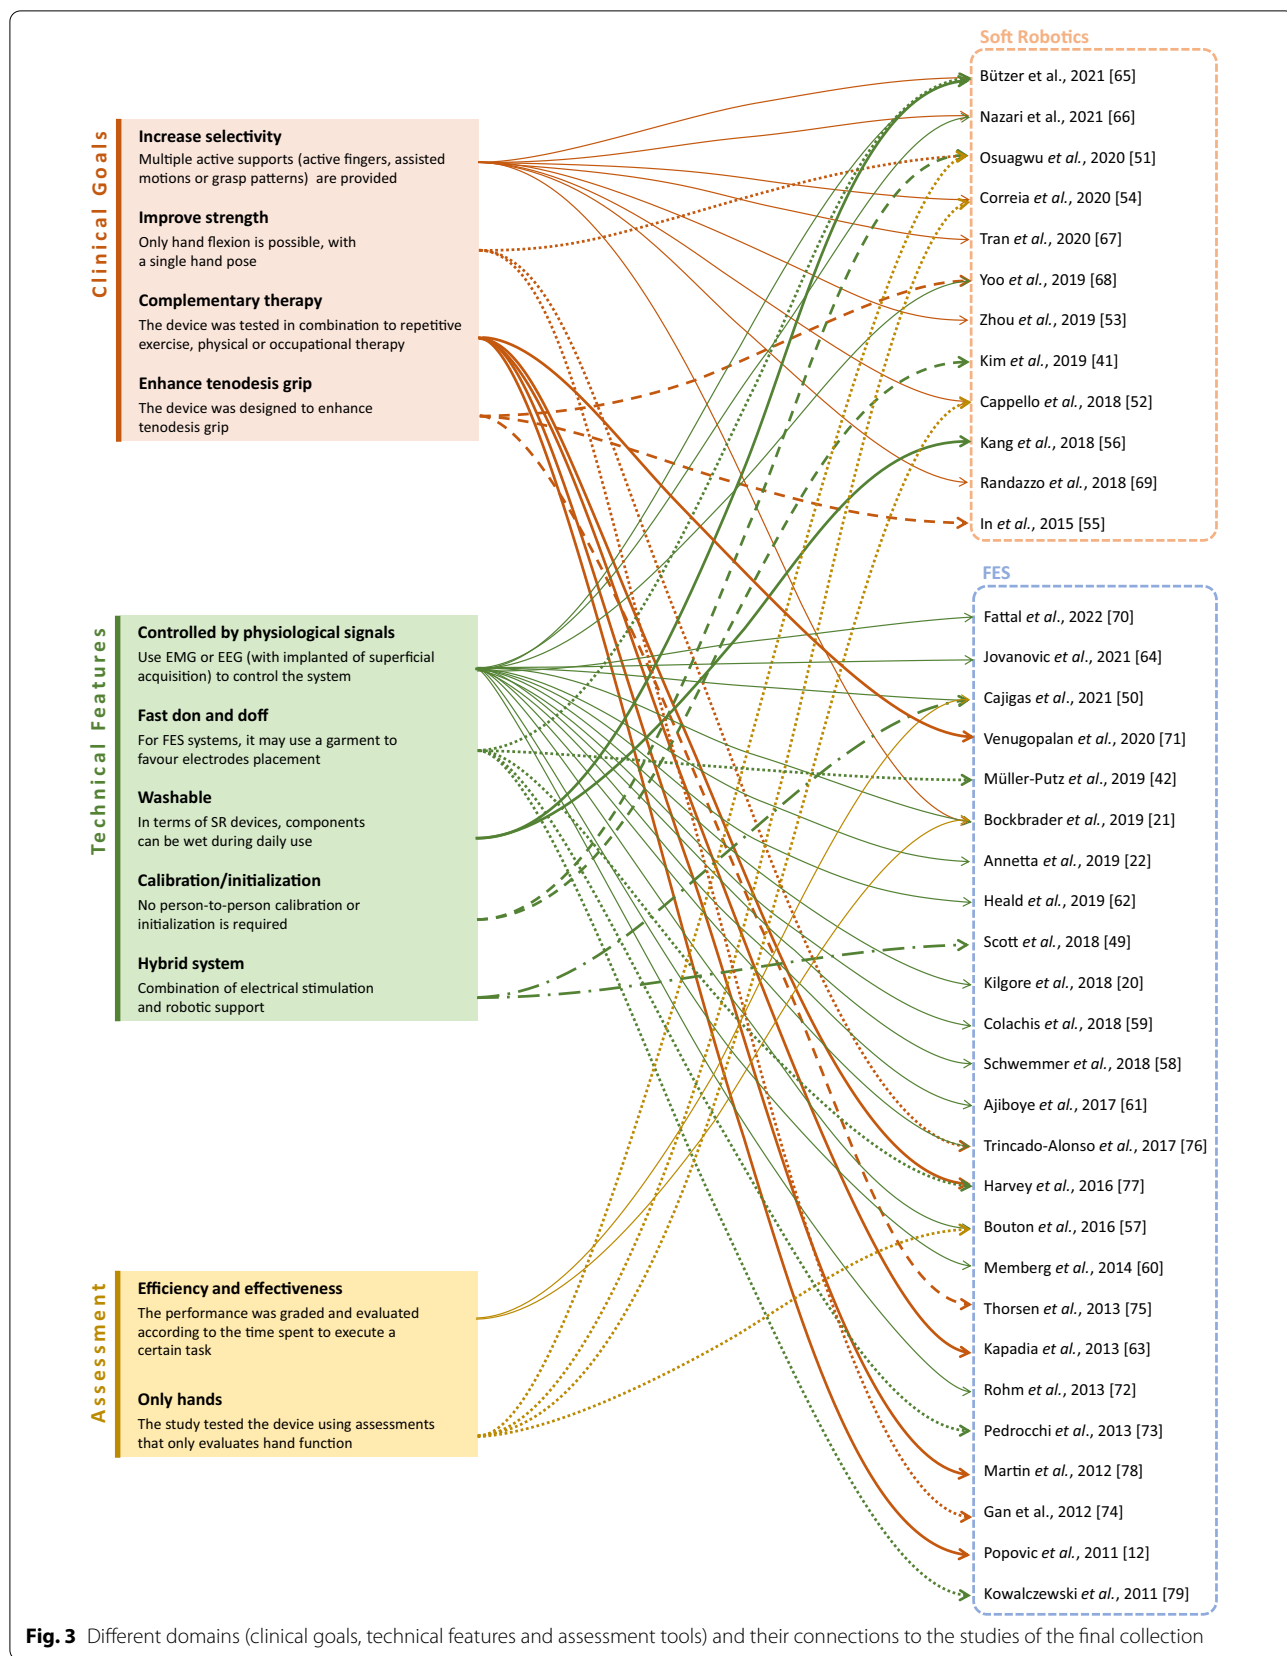 Clinical Goals
Increase selectivity
Multiple active supports (active fingers, assisted
motions or grasp patterns)  are provided
Improve strength
Only hand flexion is possible, with
a single hand pose
Complementary therapy
The device was tested in combination to repetitive
exercise, physical or occupational therapy
Enhance tenodesis grip
The device was designed to enhance
tenodesis grip
Technical Features
Controlled by physiological signals
Use EMG or EEG (with implanted of superficial
acquisition) to control the system
Fast don and doff
For FES systems, it may use a garment to
favour electrodes placement
Washable
In terms of SR devices, components
can be wet during daily use
Calibration/initialization
No person-to-person calibration or
initialization is required
Hybrid system
Combination of electrical stimulation
and robotic support
Assessment
Efficiency and effectiveness
The performance was graded and evaluated
according to the time spent to execute a
certain task
Only hands
The study tested the device using assessments
that only evaluates hand function
Soft Robotics
Bützer et al., 2021 [65]
Nazari et al., 2021 [66]
Osuagwu et al., 2020 [51]
Correia et al., 2020 [54]
Tran et al., 2020 [67]
Yoo et al., 2019 [68]
Zhou et al., 2019 [53]
Kim et al., 2019 [41]
Cappello et al., 2018 [52]
Kang et al., 2018 [56]
Randazzo et al., 2018 [69]
In et al., 2015 [55]
FES
Fattal et al., 2022 [70]
Jovanovic et al., 2021 [64]
Cajigas et al., 2021 [50]
Venugopalan et al., 2020 [71]
Müller-Putz et al., 2019 [42]
Bockbrader et al., 2019 [21]
Annetta et al., 2019 [22]
Heald et al., 2019 [62]
Scott et al., 2018 [49]
Kilgore et al., 2018 [20]
Colachis et al., 2018 [59]
Schwemmer et al., 2018 [58]
Ajiboye et al., 2017 [61]
Trincado-Alonso et al., 2017 [76]
Harvey et al., 2016 [77]
Bouton et al., 2016 [57]
Memberg et al., 2014 [60]
Thorsen et al., 2013 [75]
Kapadia et al., 2013 [63]
Rohm et al., 2013 [72]
Pedrocchi et al., 2013 [73]
Martin et al., 2012 [78]
Gan et al., 2012 [74]
Popovic et al., 2011 [12]
Kowalczewski et al., 2011 [79]
Fig. 3 Different domains (clinical goals, technical features and assessment tools) and their connections to the studies of the final collection